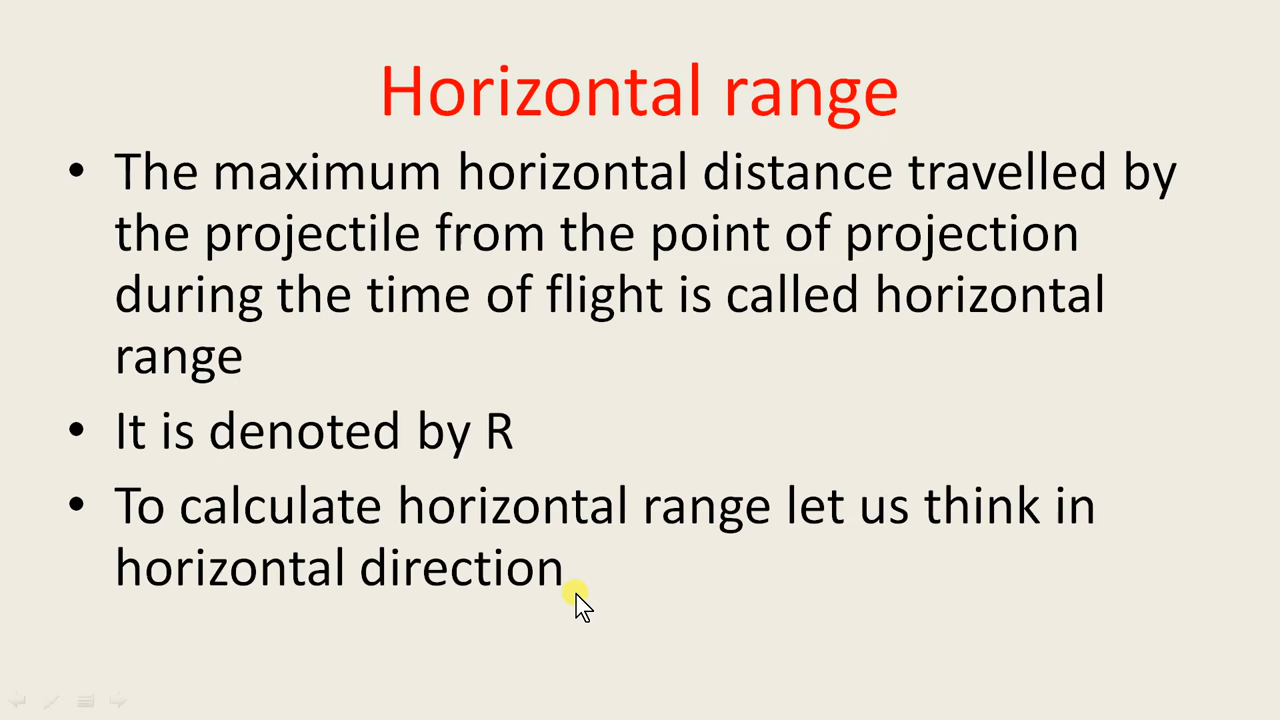 Horizontal range
• The maximum horizontal distance travelled by
the projectile from the point of projection
during the time of flight is called horizontal
range
• It is denoted by R
• To calculate horizontal range let us think in
horizontal direction